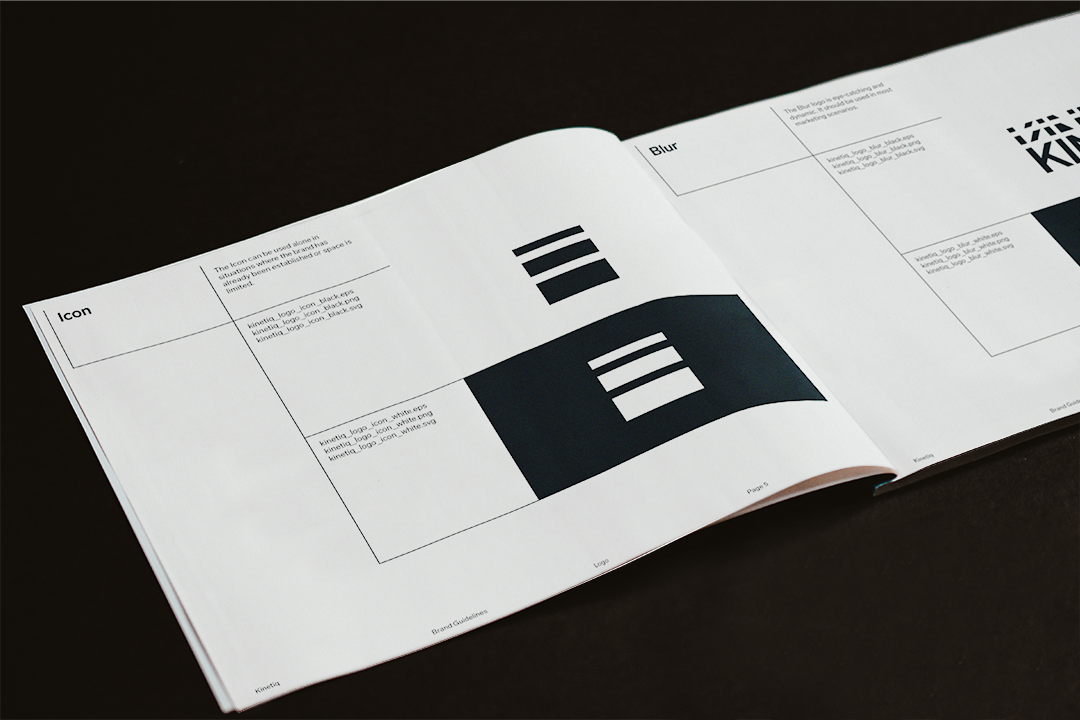 Icon
The Icon can be used alone in
situations where the brand has
already been established or space is
limited.
kinetiq_logo_icon_black.eps
kinetiq_logo_icon_black.png
kinetiq_logo_icon_black.svg
kinetiq_logo_icon_white.eps
kinetiq_logo_icon_white.png
kinetiq_logo_icon_white.svg
Kinetiq
Brand Guidelines
Logo
Page 5
Blur
The Blur logo is eye-catching and
dynamic. It should be used in most
marketing scenarios.
kinetiq_logo_blur_black.eps
kinetiq_logo_blur_black.png
kinetiq_logo_blur_black.svg
KIN
kinetiq_logo_blur_white.eps
kinetiq_logo_blur_white.png
kinetiq_logo_blur_white.svg
Kinetiq
Brand